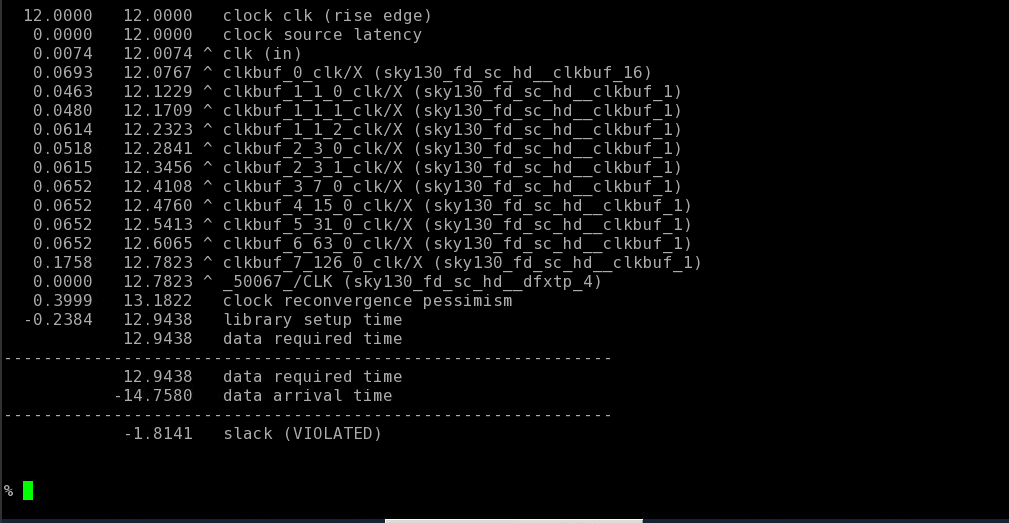 12.0000   12.0000   clock clk (rise edge)
0.0000   12.0000   clock source latency
0.0074   12.0074 ^ clk (in)
0.0693   12.0767 ^ clkbuf_0_clk/X (sky130_fd_sc_hd__clkbuf_16)
0.0463   12.1229 ^ clkbuf_1_1_0_clk/X (sky130_fd_sc_hd__clkbuf_1)
0.0480   12.1709 ^ clkbuf_1_1_1_clk/X (sky130_fd_sc_hd__clkbuf_1)
0.0614   12.2323 ^ clkbuf_1_1_2_clk/X (sky130_fd_sc_hd__clkbuf_1)
0.0518   12.2841 ^ clkbuf_2_3_0_clk/X (sky130_fd_sc_hd__clkbuf_1)
0.0615   12.3456 ^ clkbuf_2_3_1_clk/X (sky130_fd_sc_hd__clkbuf_1)
0.0652   12.4108 ^ clkbuf_3_7_0_clk/X (sky130_fd_sc_hd__clkbuf_1)
0.0652   12.4760 ^ clkbuf_4_15_0_clk/X (sky130_fd_sc_hd__clkbuf_1)
0.0652   12.5413 ^ clkbuf_5_31_0_clk/X (sky130_fd_sc_hd__clkbuf_1)
0.0652   12.6065 ^ clkbuf_6_63_0_clk/X (sky130_fd_sc_hd__clkbuf_1)
0.1758   12.7823 ^ clkbuf_7_126_0_clk/X (sky130_fd_sc_hd__clkbuf_1)
0.0000   12.7823 ^ _50067_/CLK (sky130_fd_sc_hd__dfxtp_4)
0.3999   13.1822   clock reconvergence pessimism
-0.2384   12.9438   library setup time
12.9438   data required time
-------------------------------------------------------------
12.9438   data required time
-14.7580   data arrival time
-------------------------------------------------------------
-1.8141   slack (VIOLATED)
%